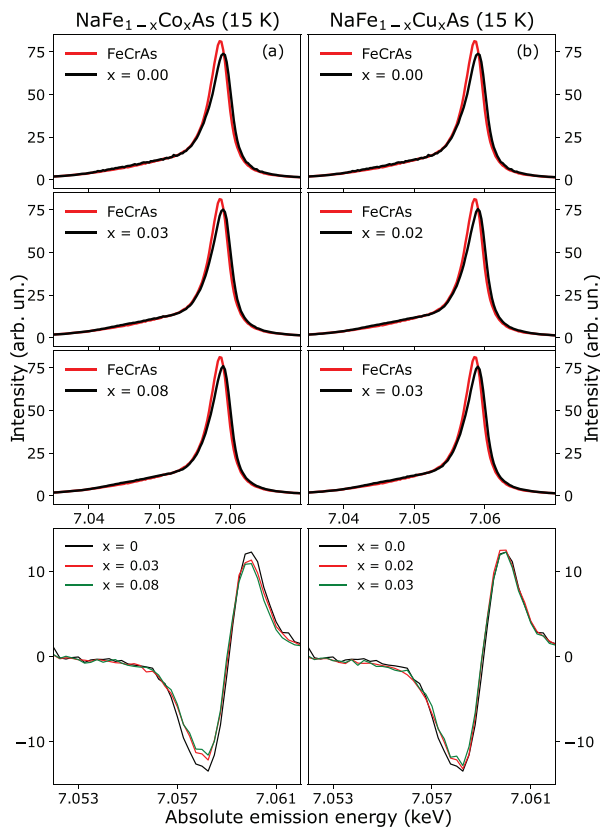 NaFe1−xCoxAs (15 K)
NaFe1−xCuxAs (15 K)
(a)
FeCrAs
x = 0.00
75
50
25
0
(b)
FeCrAs
x = 0.00
75
50
25
0
FeCrAs
x = 0.03
75
50
25
0
FeCrAs
x = 0.02
75
50
25
0
FeCrAs
x = 0.08
75
50
25
0
FeCrAs
x = 0.03
75
50
25
0
Intensity (arb. un.)
Intensity (arb. un.)
7.04 7.05 7.06
7.04 7.05 7.06
x = 0
x = 0.03
x = 0.08
10
0
−10
x = 0.0
x = 0.02
x = 0.03
10
0
−10
7.053 7.057 7.061
7.053 7.057 7.061
Absolute emission energy (keV)